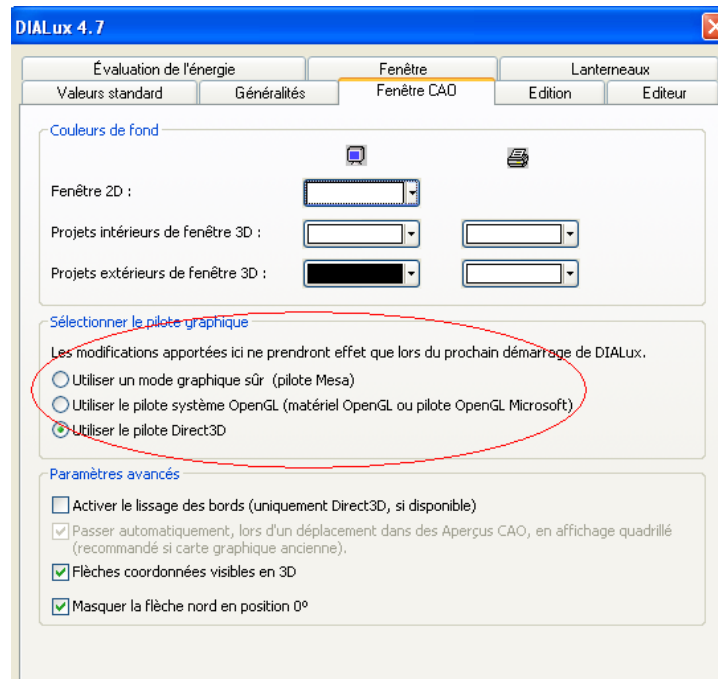 DIALux 4.7
Évaluation de l'énergie Fenêtre Lanterneaux
Valeurs standard Généralités Fenêtre CAO Edition Editeur
Couleurs de fond
Fenêtre 2D :
Projets intérieurs de fenêtre 3D :
Projets extérieurs de fenêtre 3D :
Sélectionner le pilote graphique
Les modifications apportées ici ne prendront effet que lors du prochain démarrage de DIALux.
Utiliser un mode graphique sûr (pilote Mesa)
Utiliser le pilote système OpenGL (matériel OpenGL ou pilote OpenGL Microsoft)
Utiliser le pilote Direct3D
Paramètres avancés
Activer le lissage des bords (uniquement Direct3D, si disponible)
Passer automatiquement, lors d'un déplacement dans des Aperçus CAO, en affichage quadrillé
(recommandé si carte graphique ancienne).
Flèches coordonnées visibles en 3D
Masquer la flèche nord en position 0º